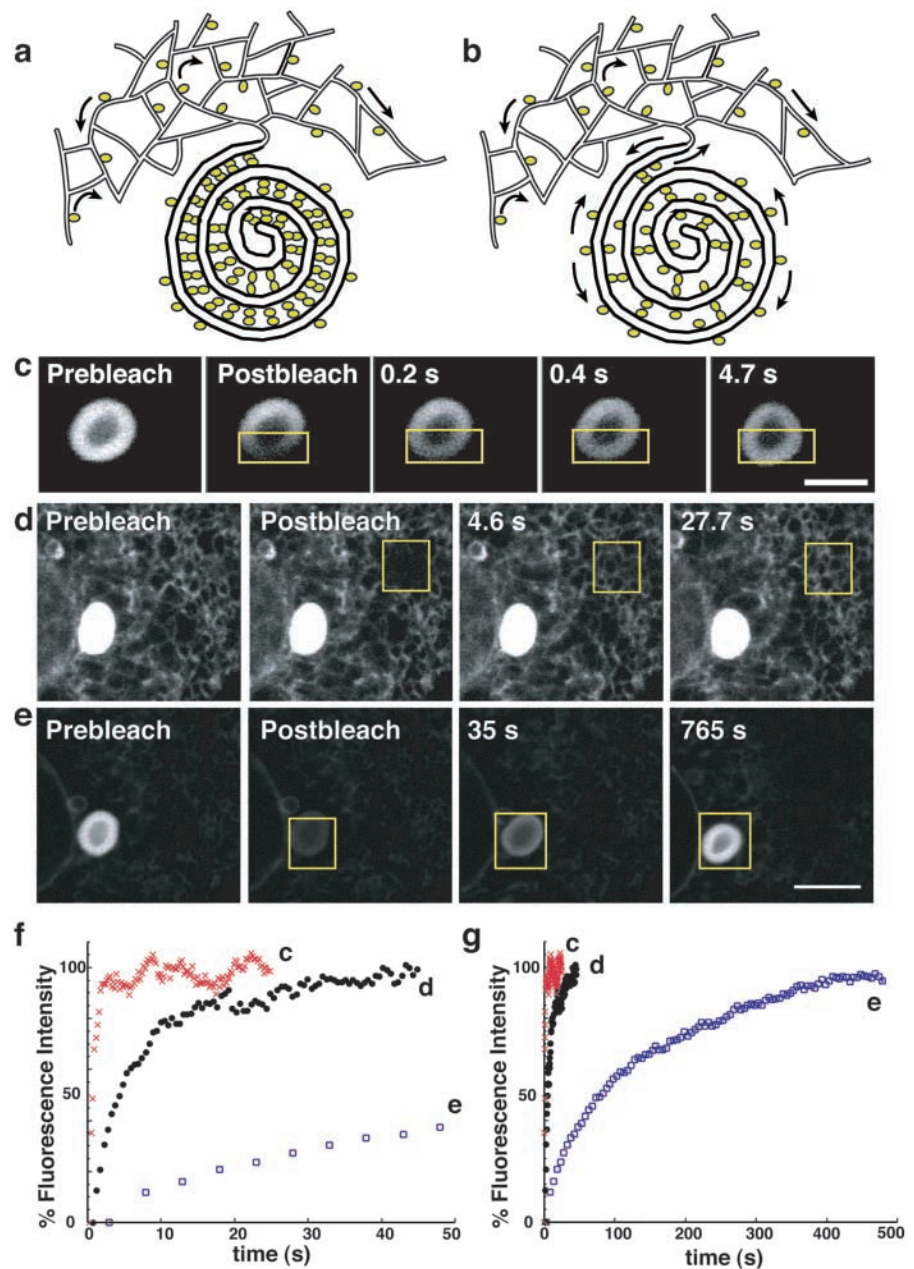 a
b
c
Prebleach
Postbleach
0.2 s
0.4 s
4.7 s
d
Prebleach
Postbleach
4.6 s
27.7 s
e
Prebleach
Postbleach
35 s
765 s
f
% Fluorescence Intensity
100
50
0
0 10 20 30 40 50
time (s)
c
d
e
g
% Fluorescence Intensity
100
50
0
0 100 200 300 400 500
time (s)
c
d
e